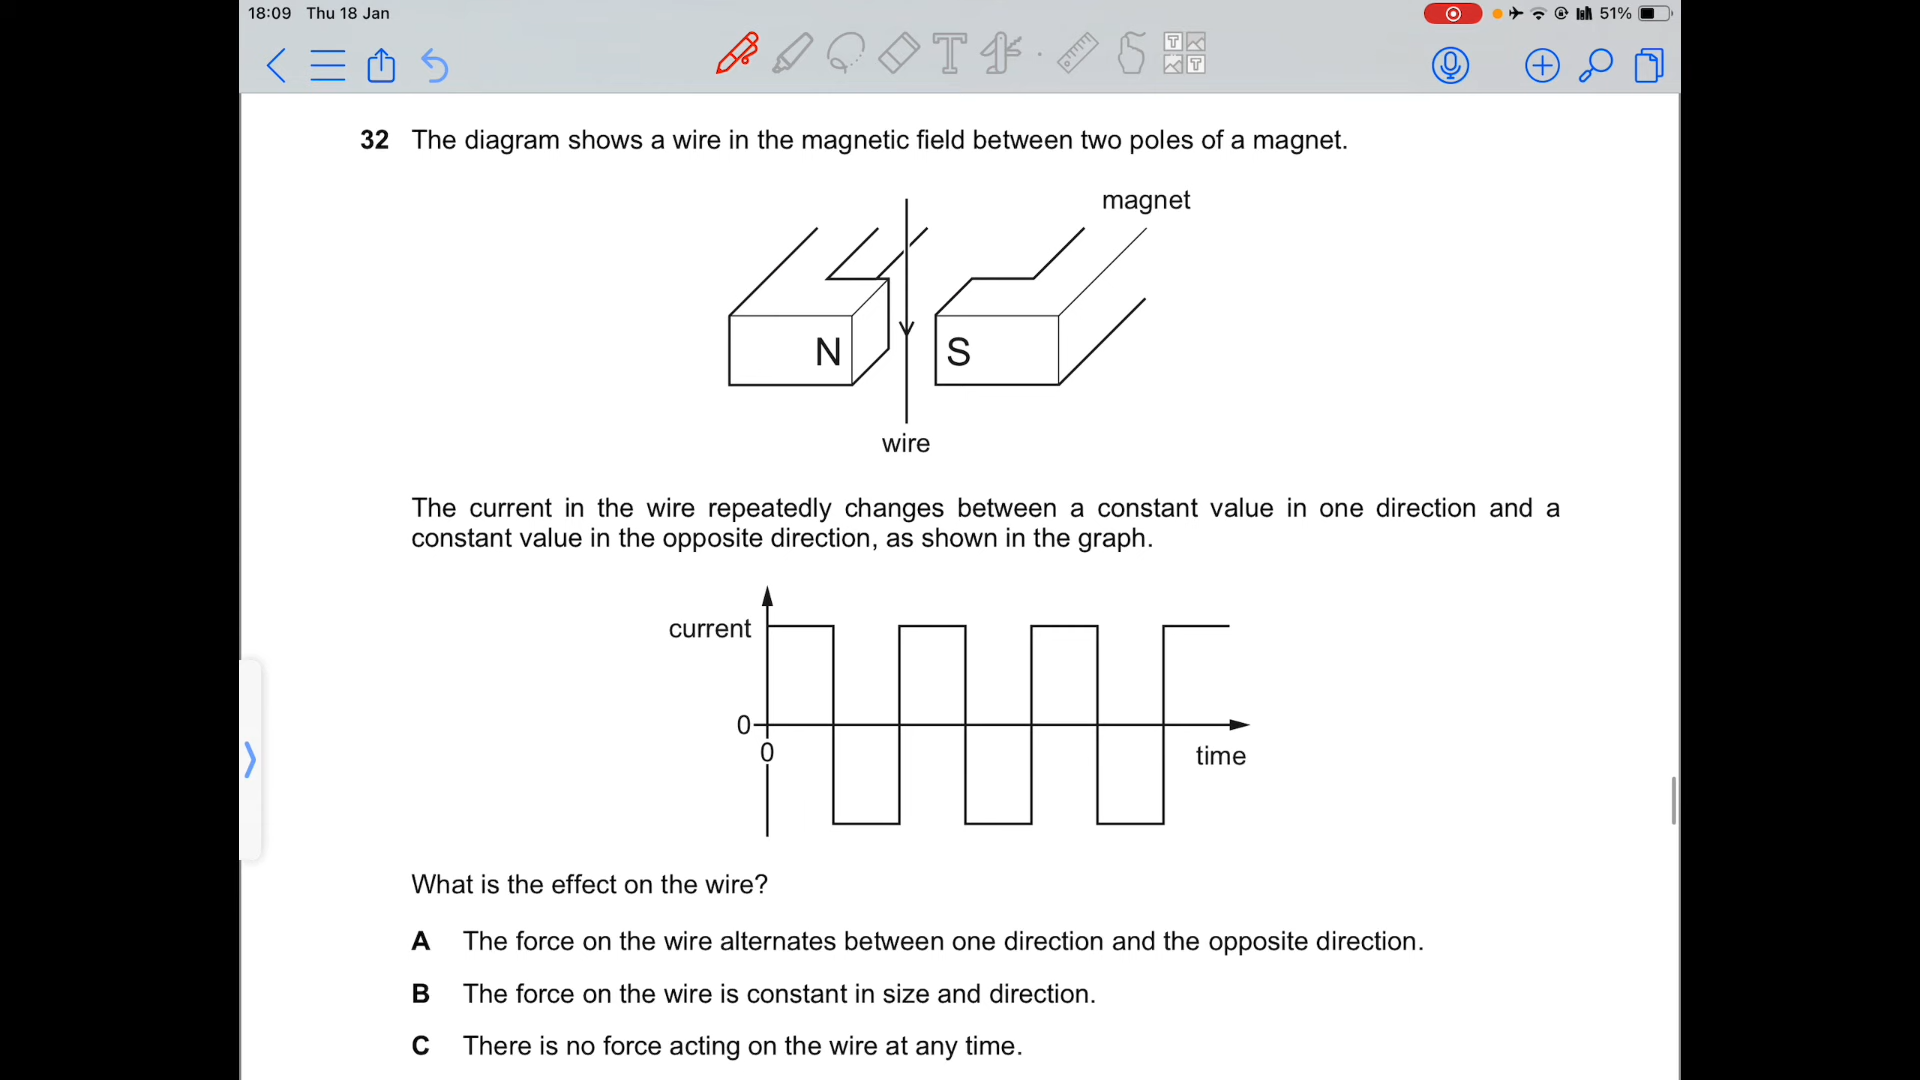 18:09 Thu 18 Jan
51%
32 The diagram shows a wire in the magnetic field between two poles of a magnet.
magnet
N
S
wire
The current in the wire repeatedly changes between a constant value in one direction and a
constant value in the opposite direction, as shown in the graph.
current
0
0
time
What is the effect on the wire?
A The force on the wire alternates between one direction and the opposite direction.
B The force on the wire is constant in size and direction.
C There is no force acting on the wire at any time.